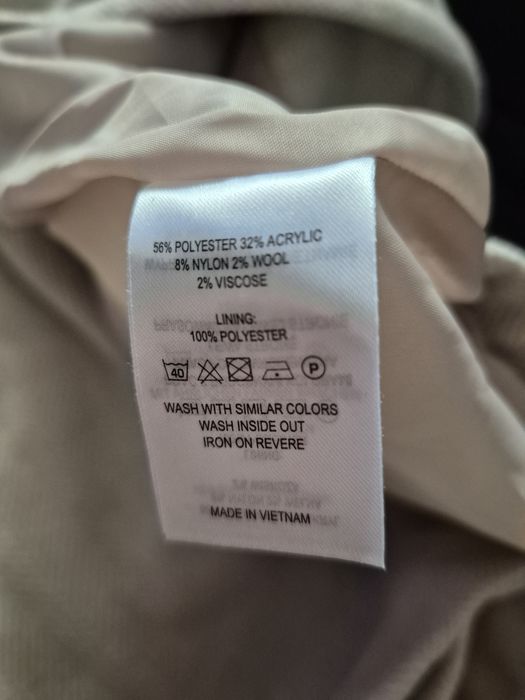 56% POLYESTER 32% ACRYLIC
8% NYLON 2% WOOL
2% VISCOSE
LINING:
100% POLYESTER
40 P
WASH WITH SIMILAR COLORS
WASH INSIDE OUT
IRON ON REVERE
MADE IN VIETNAM